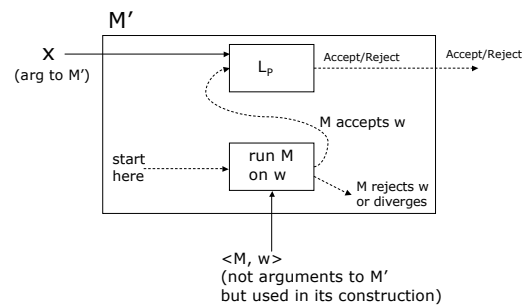 M’
x
(arg to M’)
L_P
Accept/Reject
Accept/Reject
M accepts w
start
here
run M
on w
M rejects w
or diverges
<M, w>
(not arguments to M’
but used in its construction)